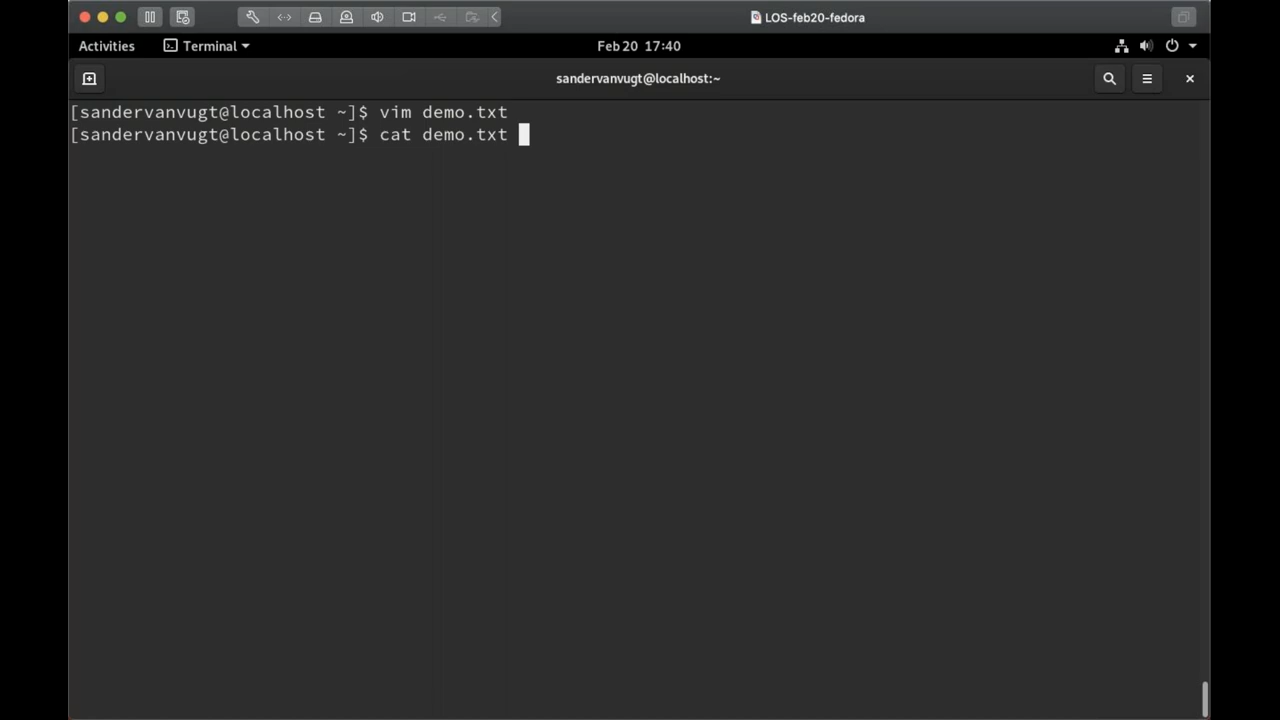 LOS-feb20-fedora
Activities Terminal Feb 20 17:40
sandervanvugt@localhost:~
[sandervanvugt@localhost ~]$ vim demo.txt
[sandervanvugt@localhost ~]$ cat demo.txt